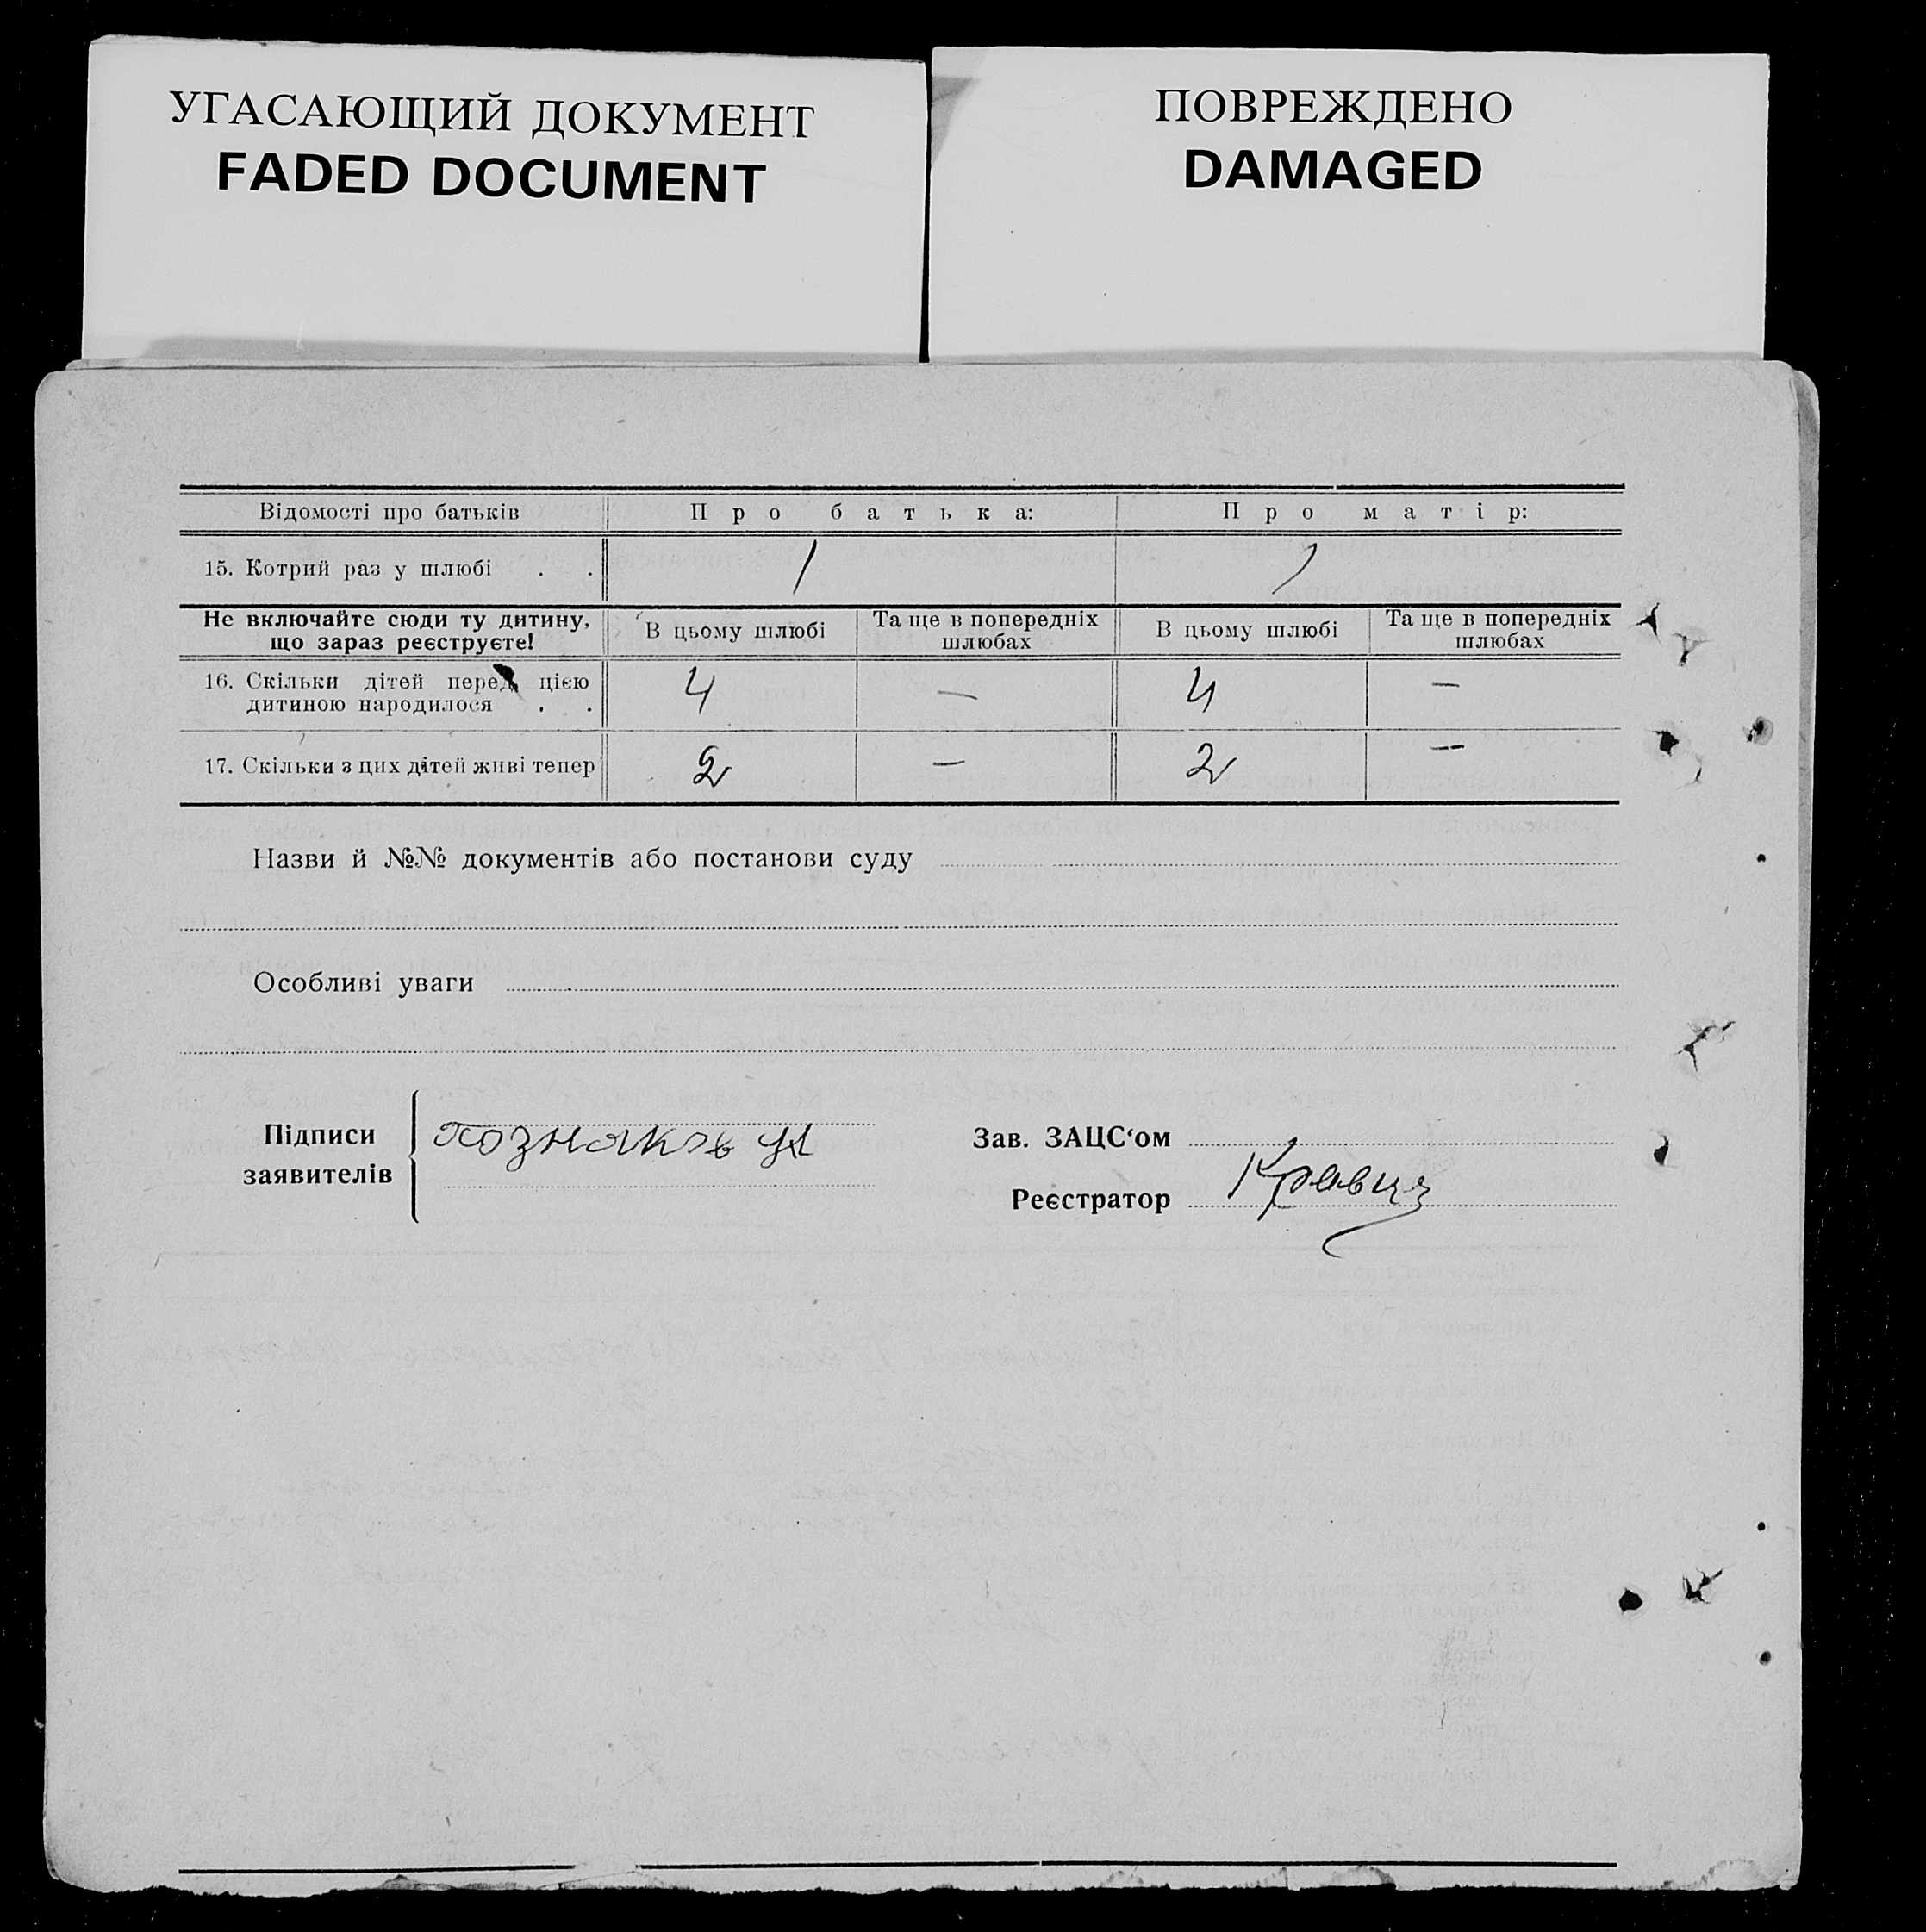 УГАСАЮЩИЙ ДОКУМЕНТ
FADED DOCUMENT
ПОВРЕЖДЕНО
DAMAGED
Відомості про батьків Про батька: Про матір:
15. Котрий раз у шлюбі . . 1 1
Не включайте сюди ту дитину, що зараз реєструєте! В цьому шлюбі Та ще в попередніх шлюбах В цьому шлюбі Та ще в попередніх шлюбах
16. Скільки дітей перед цією дитиною народилося . . 4 — 4 —
17. Скільки з цих дітей живі тепер 2 — 2 —
Назви й №№ документів або постанови суду
Особливі уваги
Підписи заявителів
Позняков
Зав. ЗАЦС‘ом
Реєстратор Кравец